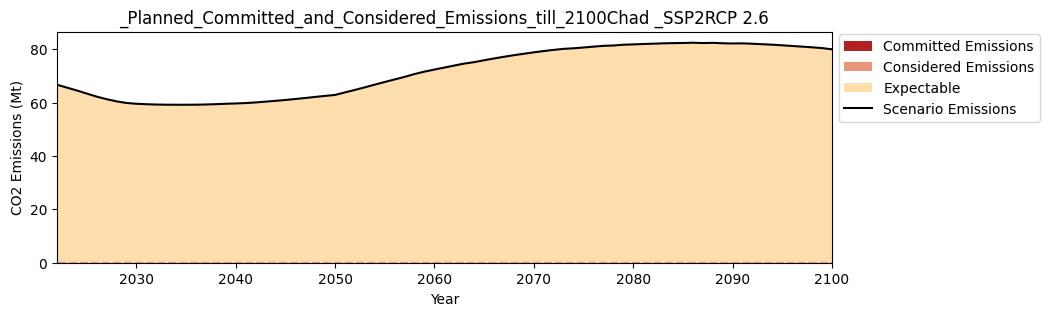 _Planned_Committed_and_Considered_Emissions_till_2100Chad _SSP2RCP 2.6
Committed Emissions
Considered Emissions
Expectable
Scenario Emissions
CO2 Emissions (Mt)
80
60
40
20
0
2030 2040 2050 2060 2070 2080 2090 2100
Year